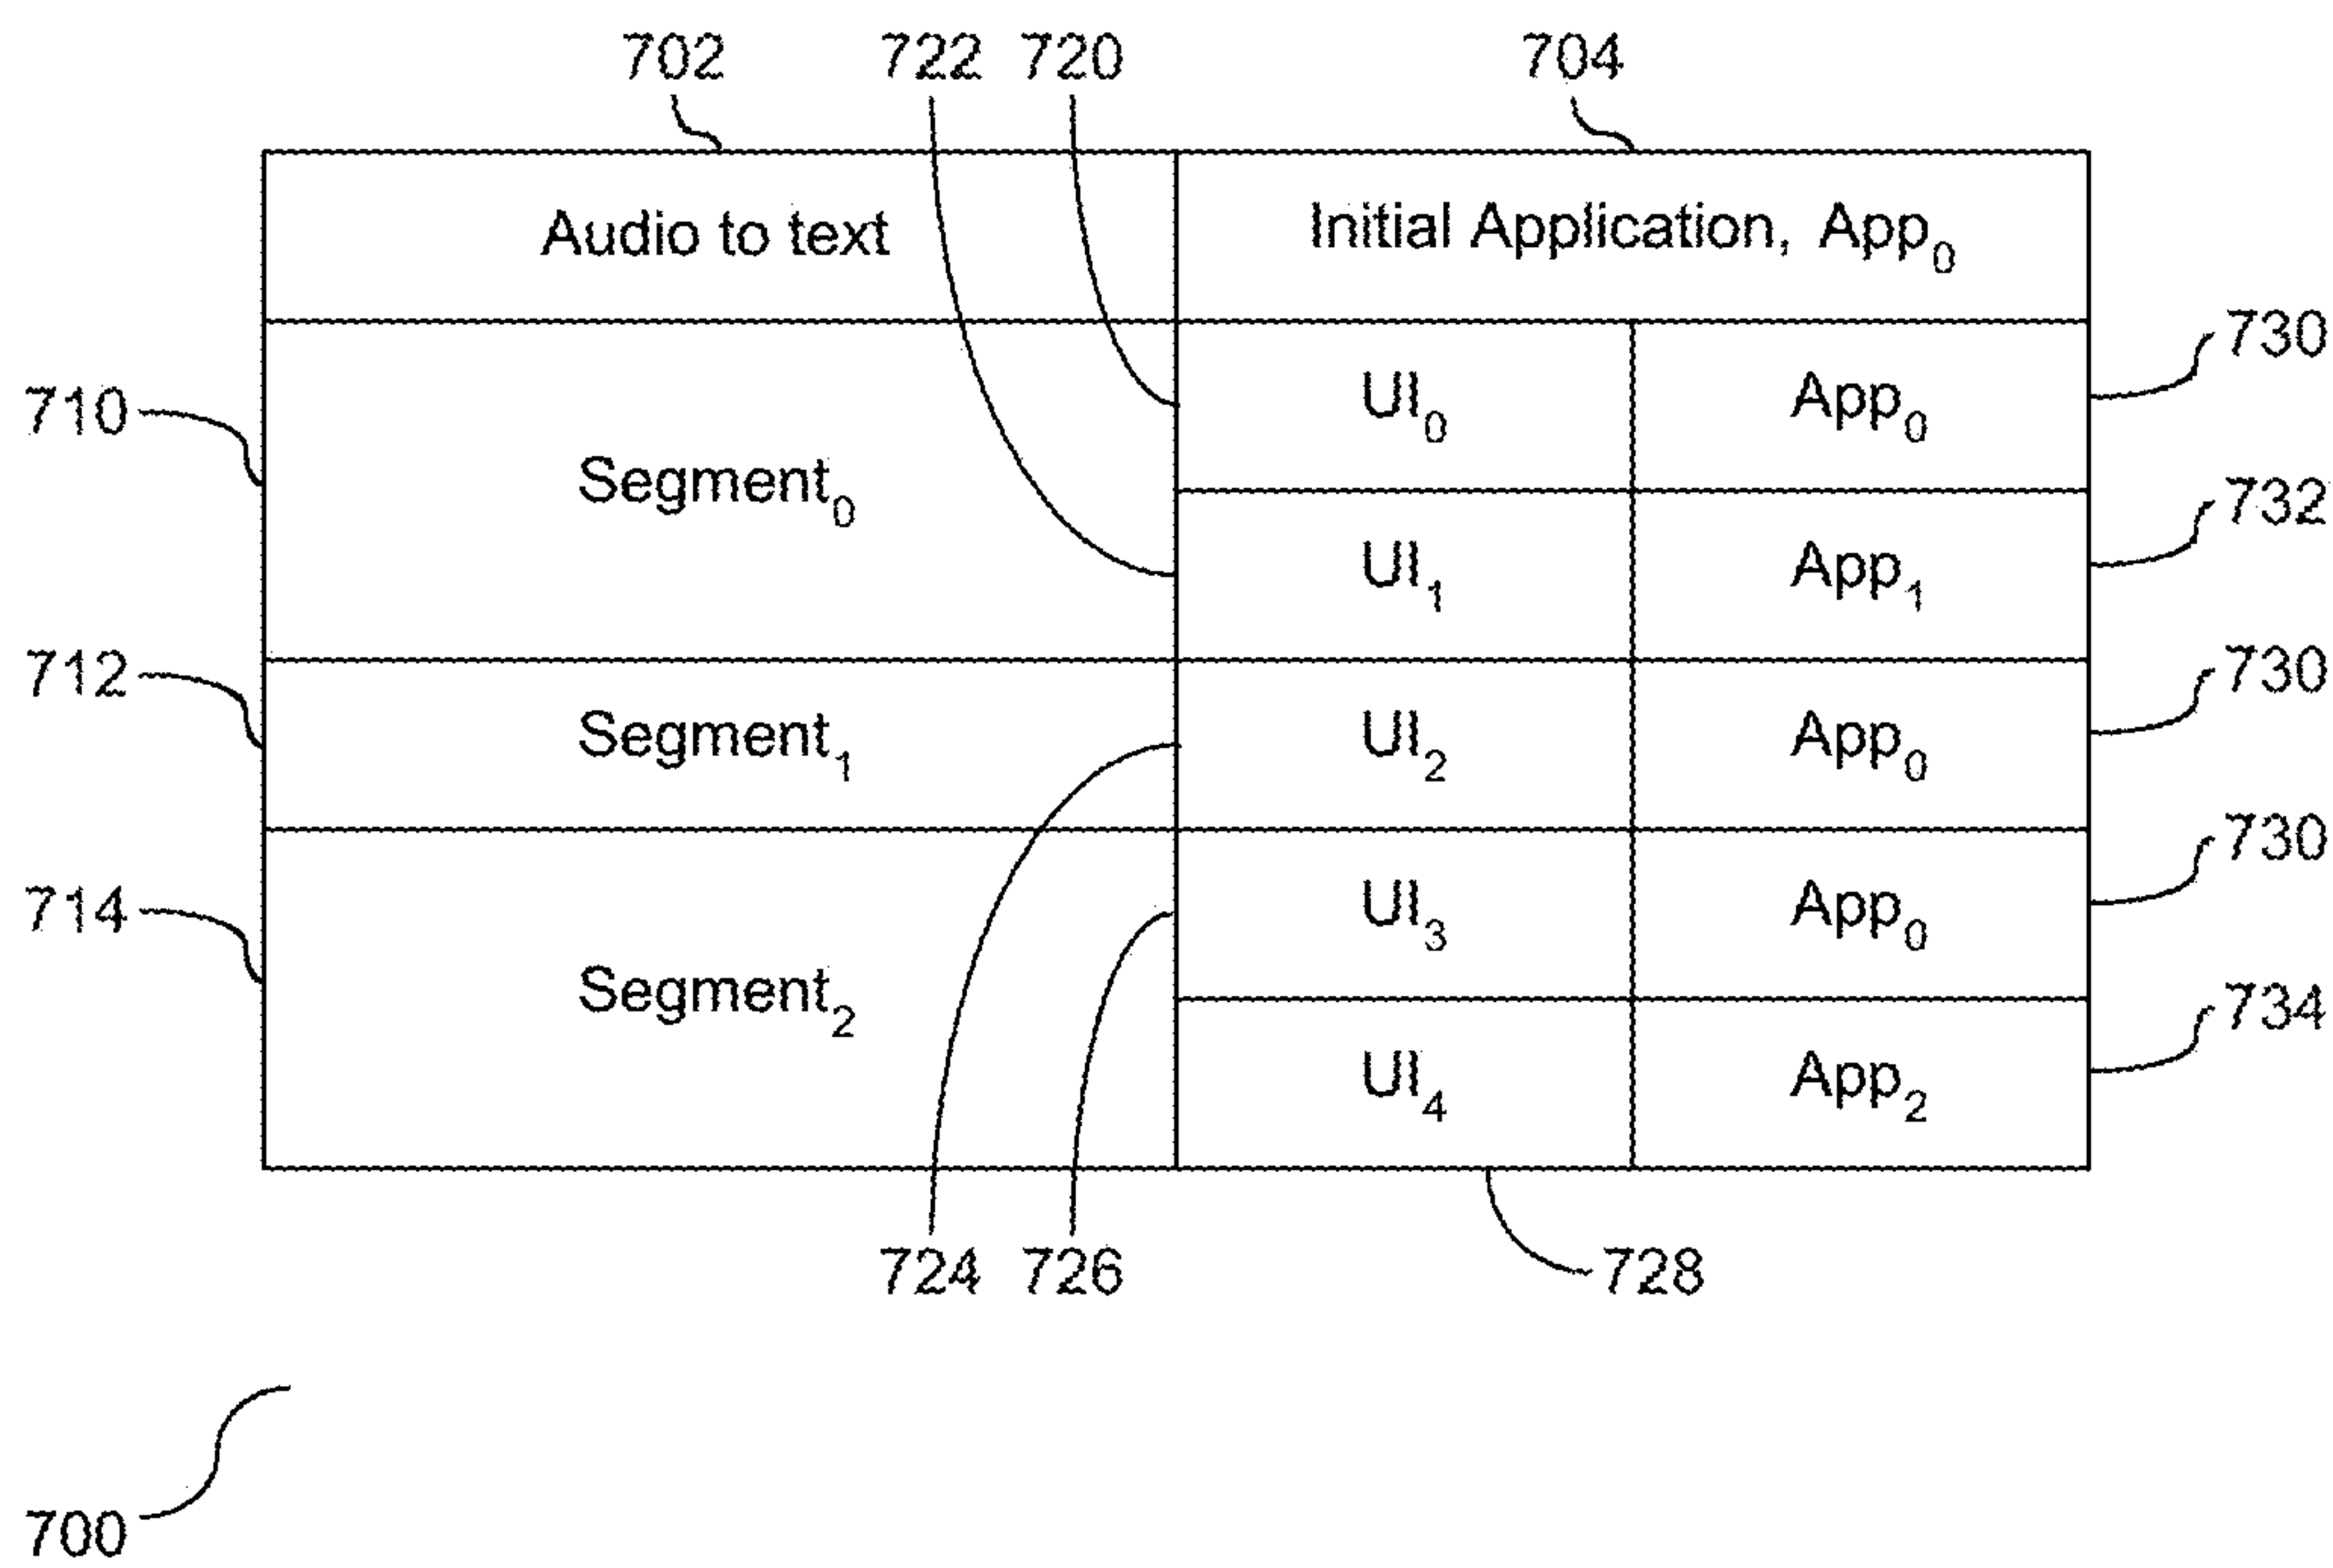 702 722 720 704
Audio to text Initial Application, App₀
730
710 UI₀ App₀
Segment₀
732
UI₁ App₁
712 730
Segment₁ UI₂ App₀
730
714 UI₃ App₀
Segment₂
734
UI₄ App₂
724 726 728
700